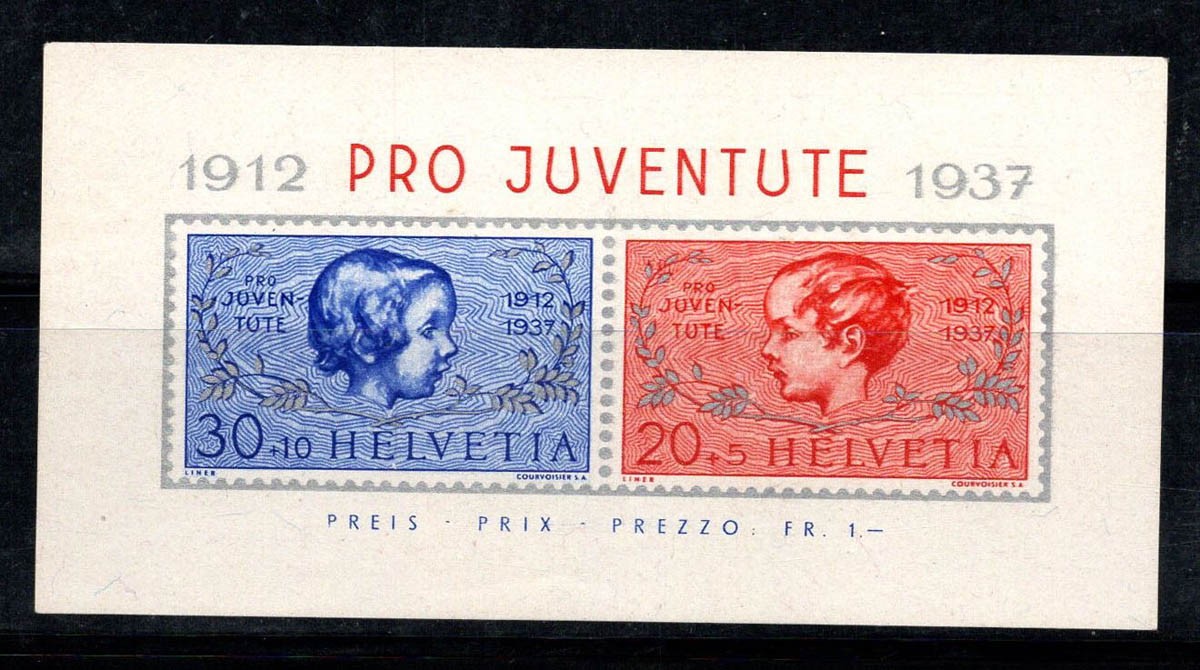 1912 PRO JUVENTUTE 1937
PRO
JUVEN-
TUTE
1912
1937
30+10 HELVETIA
LINER
COURVOISIER S.A.
PRO
JUVEN-
TUTE
1912
1937
20+5 HELVETIA
LINER
COURVOISIER S.A.
PREIS - PRIX - PREZZO: FR. 1.—